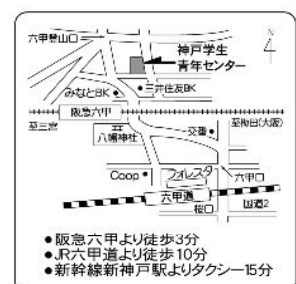 六甲登山口
N
神戸学生
青年センター
三井住友BK
みなとBK
阪急六甲
至三宮
八幡神社
交番
至梅田(大阪)
Coop
フォレスタ
六甲口
六甲道
桜口
国道2
●阪急六甲より徒歩3分
●JR六甲道より徒歩10分
●新幹線新神戸駅よりタクシー15分